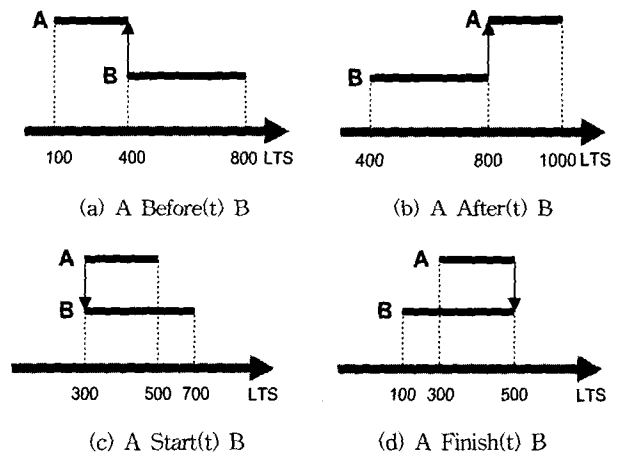 A
B
100 400 800 LTS
(a) A Before(t) B
A
B
400 800 1000 LTS
(b) A After(t) B
A
B
300 500 700 LTS
(c) A Start(t) B
A
B
100 300 500 LTS
(d) A Finish(t) B